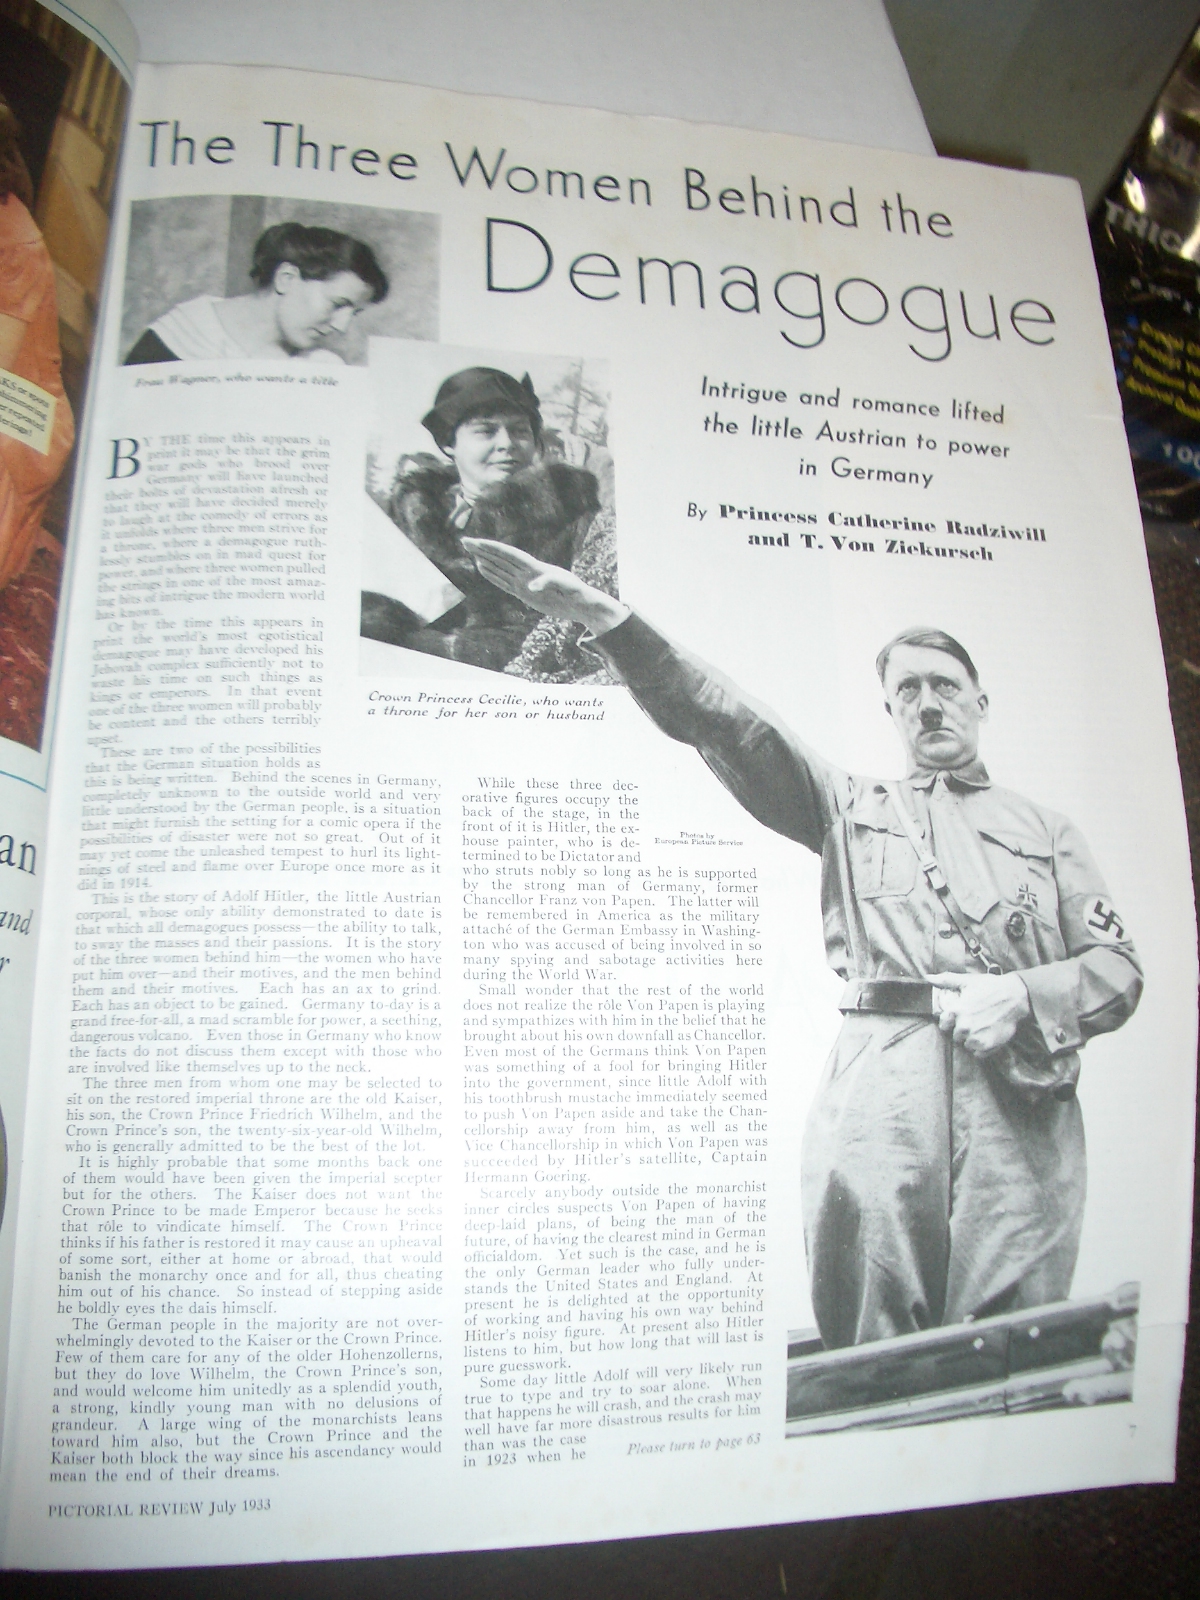 The Three Women Behind the
Demagogue
Frau Wagner, who wants a title
Intrigue and romance lifted
the little Austrian to power
in Germany
By Princess Catherine Radziwill
and T. Von Ziekursch
Crown Princess Cecilie, who wants
a throne for her son or husband
BY THE time this appears in
print it may be that the grim
war gods who brood over
Germany will have launched
their bolts of devastation afresh or
that they will have decided merely
to laugh at the comedy of errors as
it unfolds where three men strive for
a throne, where a demagogue ruth-
lessly stumbles on in mad quest for
power, and where three women pulled
the strings in one of the most amaz-
ing bits of intrigue the modern world
has known.
Or by the time this appears in
print the world's most egotistical
demagogue may have developed his
Jehovah complex sufficiently not to
waste his time on such things as
kings or emperors. In that event
one of the three women will probably
be content and the others terribly
upset.
These are two of the possibilities
that the German situation holds as
this is being written. Behind the scenes in Germany,
completely unknown to the outside world and very
little understood by the German people, is a situation
that might furnish the setting for a comic opera if the
possibilities of disaster were not so great. Out of it
may yet come the unleashed tempest to hurl its light-
nings of steel and flame over Europe once more as it
did in 1914.
This is the story of Adolf Hitler, the little Austrian
corporal, whose only ability demonstrated to date is
that which all demagogues possess—the ability to talk,
to sway the masses and their passions. It is the story
of the three women behind him—the women who have
put him over—and their motives, and the men behind
them and their motives. Each has an ax to grind.
Each has an object to be gained. Germany to-day is a
grand free-for-all, a mad scramble for power, a seething,
dangerous volcano. Even those in Germany who know
the facts do not discuss them except with those who
are involved like themselves up to the neck.
The three men from whom one may be selected to
sit on the restored imperial throne are the old Kaiser,
his son, the Crown Prince Friedrich Wilhelm, and the
Crown Prince's son, the twenty-six-year-old Wilhelm,
who is generally admitted to be the best of the lot.
It is highly probable that some months back one
of them would have been given the imperial scepter
but for the others. The Kaiser does not want the
Crown Prince to be made Emperor because he seeks
that rôle to vindicate himself. The Crown Prince
thinks if his father is restored it may cause an upheaval
of some sort, either at home or abroad, that would
banish the monarchy once and for all, thus cheating
him out of his chance. So instead of stepping aside
he boldly eyes the dais himself.
The German people in the majority are not over-
whelmingly devoted to the Kaiser or the Crown Prince.
Few of them care for any of the older Hohenzollerns,
but they do love Wilhelm, the Crown Prince's son,
and would welcome him unitedly as a splendid youth,
a strong, kindly young man with no delusions of
grandeur. A large wing of the monarchists leans
toward him also, but the Crown Prince and the
Kaiser both block the way since his ascendancy would
mean the end of their dreams.
While these three dec-
orative figures occupy the
back of the stage, in the
front of it is Hitler, the ex-
house painter, who is de-
termined to be Dictator and
who struts nobly so long as he is supported
by the strong man of Germany, former
Chancellor Franz von Papen. The latter will
be remembered in America as the military
attaché of the German Embassy in Washing-
ton who was accused of being involved in so
many spying and sabotage activities here
during the World War.
Small wonder that the rest of the world
does not realize the rôle Von Papen is playing
and sympathizes with him in the belief that he
brought about his own downfall as Chancellor.
Even most of the Germans think Von Papen
was something of a fool for bringing Hitler
into the government, since little Adolf with
his toothbrush mustache immediately seemed
to push Von Papen aside and take the Chan-
cellorship away from him, as well as the
Vice Chancellorship in which Von Papen was
succeeded by Hitler's satellite, Captain
Hermann Goering.
Scarcely anybody outside the monarchist
inner circles suspects Von Papen of having
deep-laid plans, of being the man of the
future, of having the clearest mind in German
officialdom. Yet such is the case, and he is
the only German leader who fully under-
stands the United States and England. At
present he is delighted at the opportunity
of working and having his own way behind
Hitler's noisy figure. At present also Hitler
listens to him, but how long that will last is
pure guesswork.
Some day little Adolf will very likely run
true to type and try to soar alone. When
that happens he will crash, and the crash may
well have far more disastrous results for him
than was the case
in 1923 when he
Please turn to page 63
Photos by
European Picture Service
7
PICTORIAL REVIEW July 1933
an
and
r
THIC
100